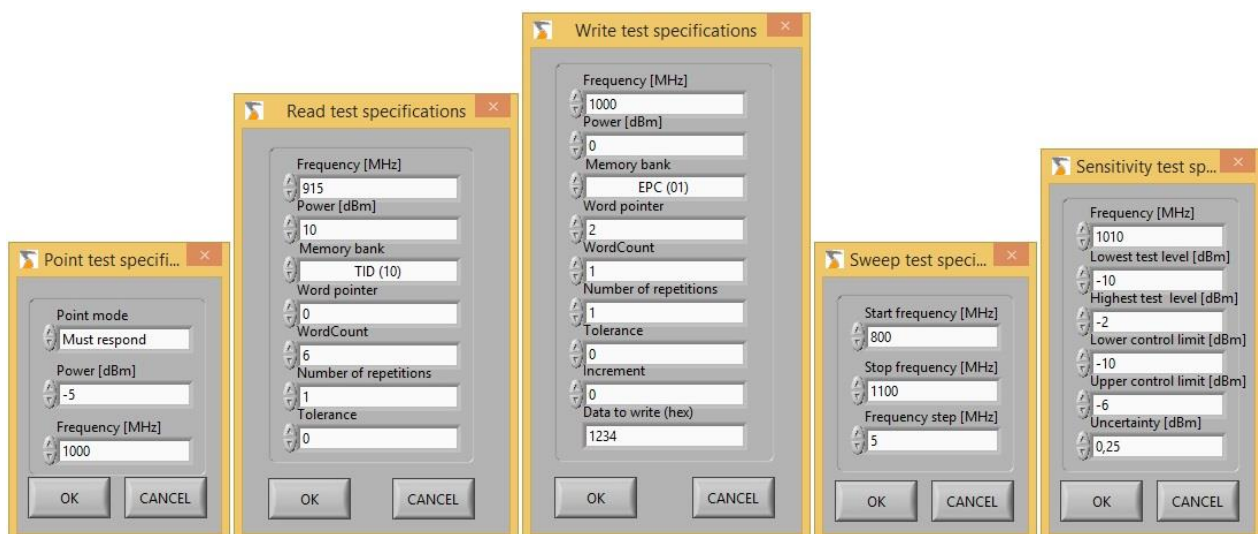 Point test specifi...
Point mode
Must respond
Power [dBm]
-5
Frequency [MHz]
1000
OK
CANCEL
Read test specifications
Frequency [MHz]
915
Power [dBm]
10
Memory bank
TID (10)
Word pointer
0
WordCount
6
Number of repetitions
1
Tolerance
0
OK
CANCEL
Write test specifications
Frequency [MHz]
1000
Power [dBm]
0
Memory bank
EPC (01)
Word pointer
2
WordCount
1
Number of repetitions
1
Tolerance
0
Increment
0
Data to write (hex)
1234
OK
CANCEL
Sweep test speci...
Start frequency [MHz]
800
Stop frequency [MHz]
1100
Frequency step [MHz]
5
OK
CANCEL
Sensitivity test sp...
Frequency [MHz]
1010
Lowest test level [dBm]
-10
Highest test level [dBm]
-2
Lower control limit [dBm]
-10
Upper control limit [dBm]
-6
Uncertainty [dBm]
0,25
OK
CANCEL